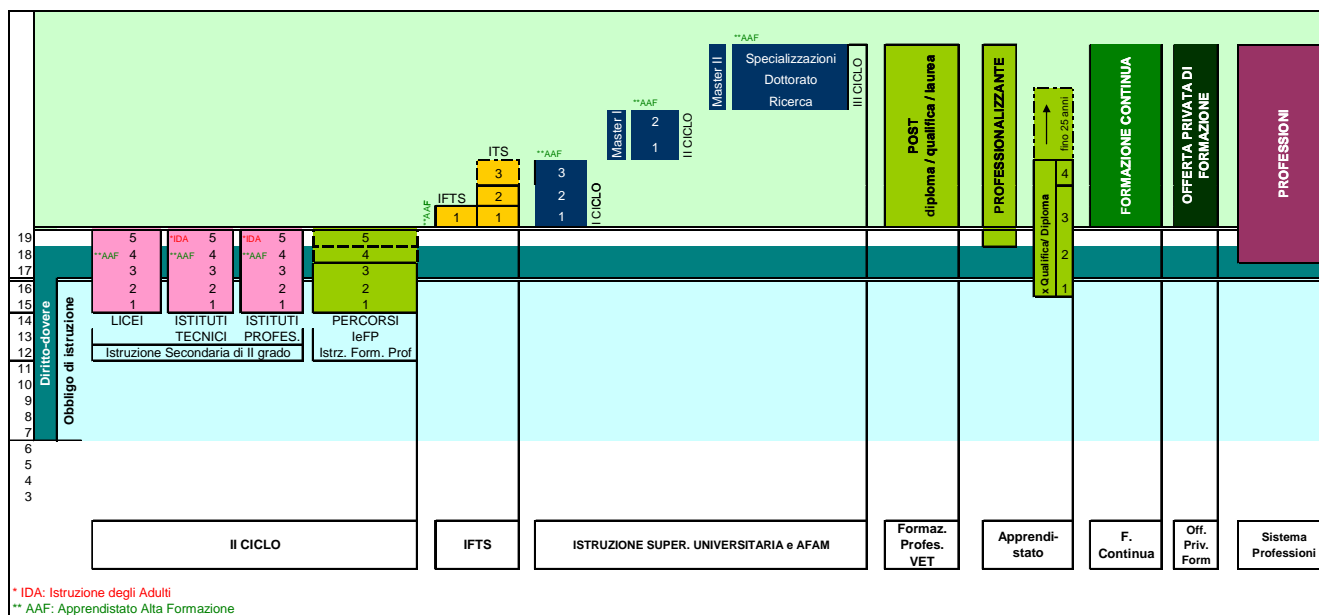 **AAF
Master II
Specializzazioni
Dottorato
Ricerca
III CICLO
POST
diploma / qualifica / laurea
PROFESSIONALIZZANTE
fino 25 anni
x Qualifica/ Diploma
4
3
2
1
FORMAZIONE CONTINUA
OFFERTA PRIVATA DI
FORMAZIONE
PROFESSIONI
**AAF
Master I
2
1
II CICLO
ITS
3
2
1
**AAF
3
2
1
I CICLO
**AAF
IFTS
1
19
18
17
16
15
14
13
12
11
10
9
8
7
6
5
4
3
Diritto-dovere
Obbligo di istruzione
5
**AAF 4
3
2
1
LICEI
*IDA 5
**AAF 4
3
2
1
ISTITUTI
TECNICI
*IDA 5
**AAF 4
3
2
1
ISTITUTI
PROFES.
Istruzione Secondaria di II grado
5
4
3
2
1
PERCORSI
IeFP
Istrz. Form. Prof
II CICLO
IFTS
ISTRUZIONE SUPER. UNIVERSITARIA e AFAM
Formaz.
Profes.
VET
Apprendi-
stato
F.
Continua
Off.
Priv.
Form
Sistema
Professioni
* IDA: Istruzione degli Adulti
** AAF: Apprendistato Alta Formazione